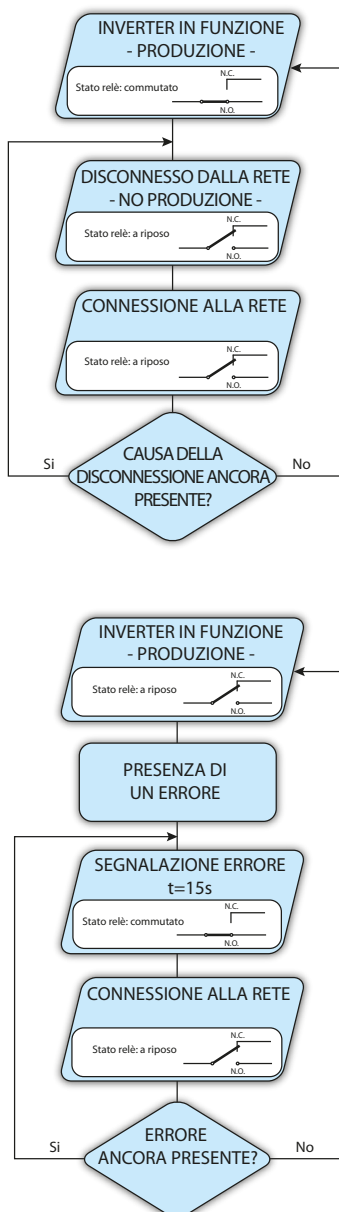 INVERTER IN FUNZIONE
- PRODUZIONE -
N.C.
Stato relè: commutato
N.O.
DISCONNESSO DALLA RETE
- NO PRODUZIONE -
N.C.
Stato relè: a riposo
N.O.
CONNESSIONE ALLA RETE
N.C.
Stato relè: a riposo
N.O.
Si
CAUSA DELLA
DISCONNESSIONE ANCORA
PRESENTE?
No
INVERTER IN FUNZIONE
- PRODUZIONE -
N.C.
Stato relè: a riposo
N.O.
PRESENZA DI
UN ERRORE
SEGNALAZIONE ERRORE
t=15s
N.C.
Stato relè: commutato
N.O.
CONNESSIONE ALLA RETE
N.C.
Stato relè: a riposo
N.O.
Si
ERRORE
ANCORA PRESENTE?
No